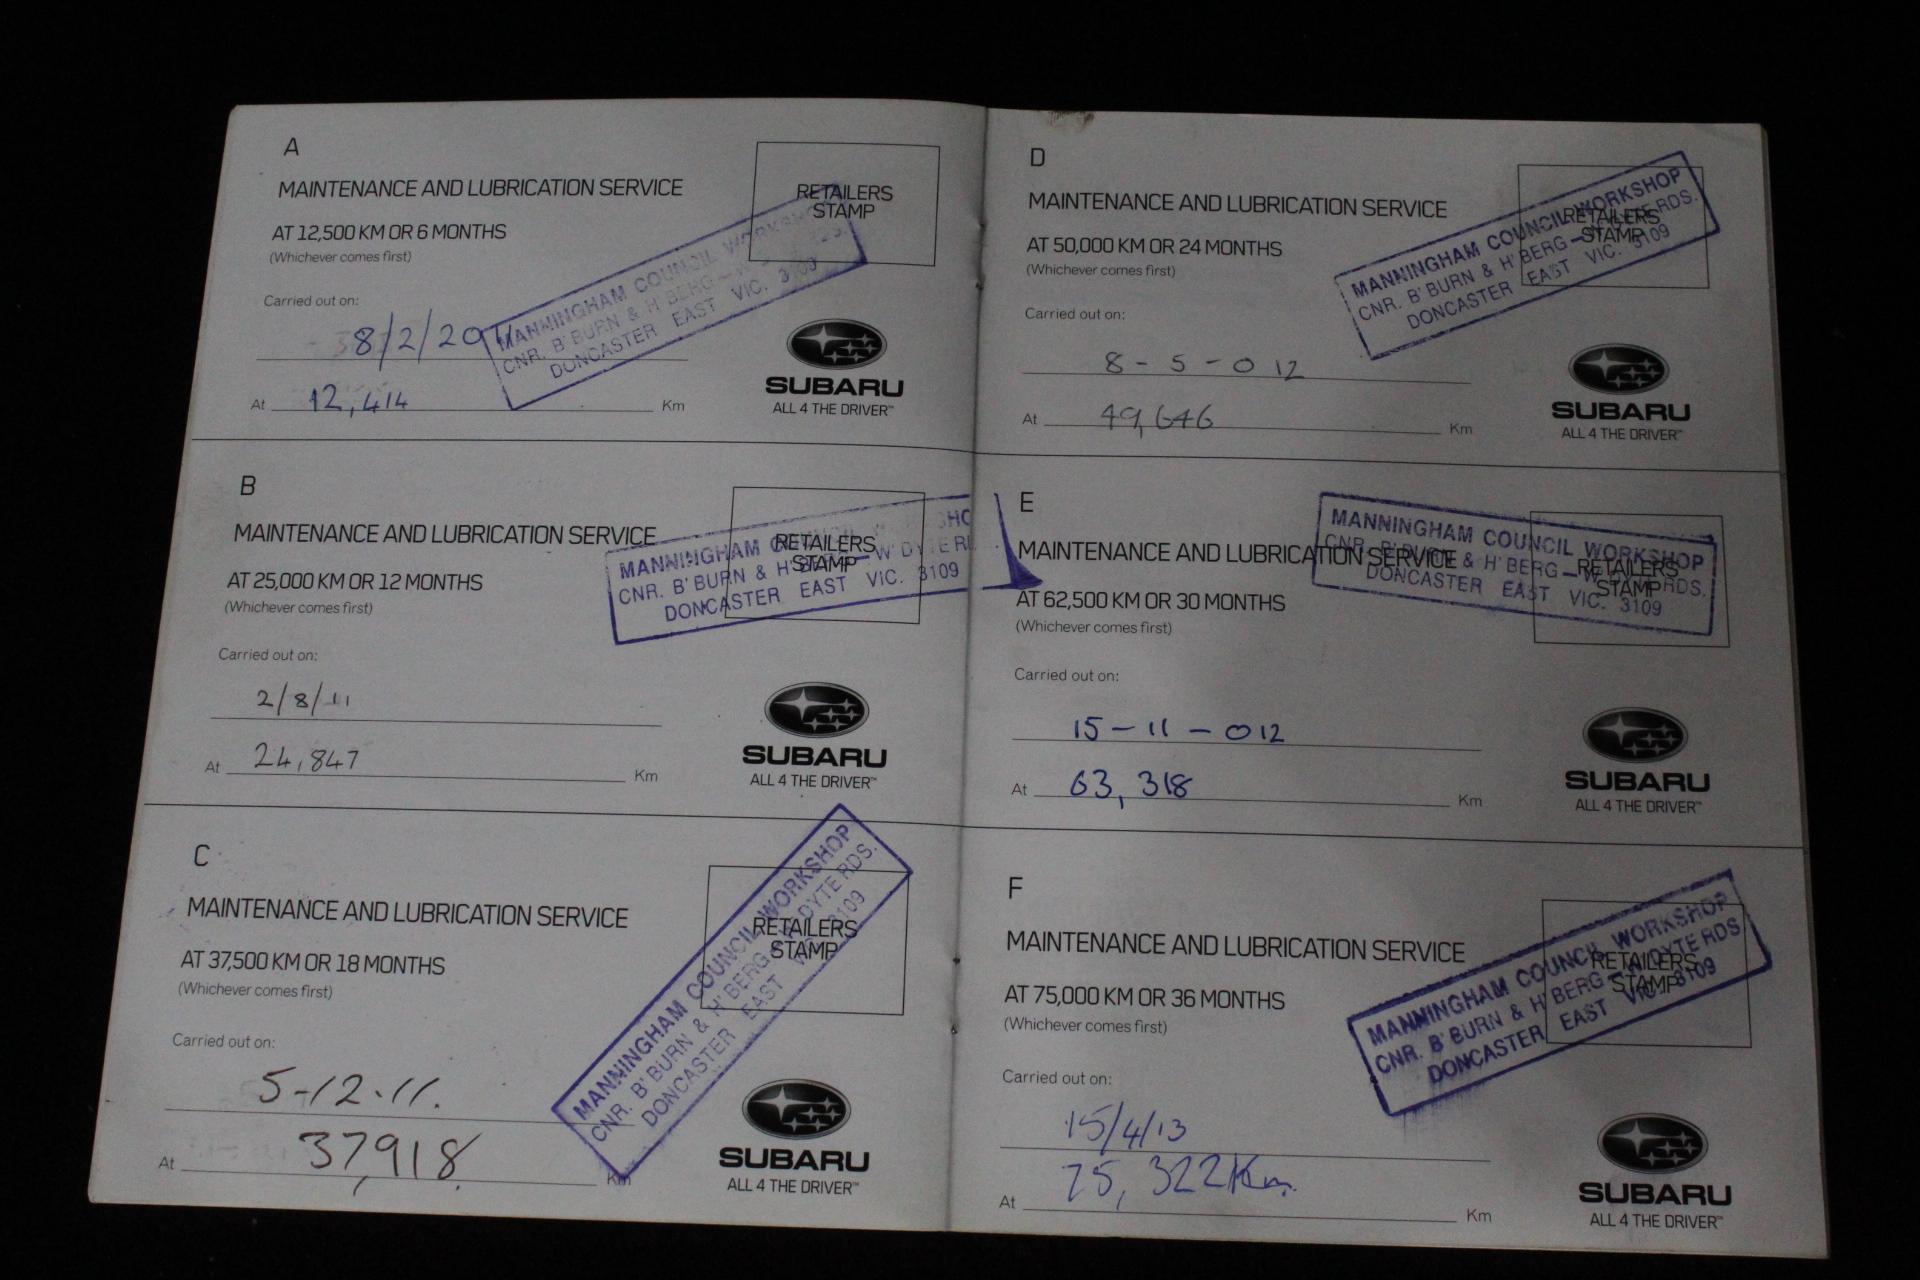 A
MAINTENANCE AND LUBRICATION SERVICE
RETAILERS
STAMP
AT 12,500 KM OR 6 MONTHS
(Whichever comes first)
MANNINGHAM COUNCIL WORKSHOP
CNR. B'BURN & H'BERG – RDS.
DONCASTER EAST VIC. 3109
Carried out on:
8/2/2011
At 12,414 Km
SUBARU
ALL 4 THE DRIVER™
B
MAINTENANCE AND LUBRICATION SERVICE
RETAILERS
STAMP
AT 25,000 KM OR 12 MONTHS
(Whichever comes first)
MANNINGHAM COUNCIL
CNR. B'BURN & H'BERG – W'DYTE RD
DONCASTER EAST VIC. 3109
Carried out on:
2/8/11
At 24,847 Km
SUBARU
ALL 4 THE DRIVER™
C
MAINTENANCE AND LUBRICATION SERVICE
RETAILERS
STAMP
AT 37,500 KM OR 18 MONTHS
(Whichever comes first)
MANNINGHAM COUNCIL WORKSHOP
CNR. B'BURN & H'BERG – W'DYTE RDS.
DONCASTER EAST VIC. 3109
Carried out on:
5-12-11.
At 37,918 Km
SUBARU
ALL 4 THE DRIVER™
D
MAINTENANCE AND LUBRICATION SERVICE
RETAILERS
STAMP
AT 50,000 KM OR 24 MONTHS
(Whichever comes first)
MANNINGHAM COUNCIL WORKSHOP
CNR. B'BURN & H'BERG – W'DYTE RDS.
DONCASTER EAST VIC. 3109
Carried out on:
8-5-012
At 49,646 Km
SUBARU
ALL 4 THE DRIVER™
E
MAINTENANCE AND LUBRICATION SERVICE
RETAILERS
STAMP
AT 62,500 KM OR 30 MONTHS
(Whichever comes first)
MANNINGHAM COUNCIL WORKSHOP
CNR. B'BURN & H'BERG – W'DYTE RDS.
DONCASTER EAST VIC. 3109
Carried out on:
15-11-012
At 63,318 Km
SUBARU
ALL 4 THE DRIVER™
F
MAINTENANCE AND LUBRICATION SERVICE
RETAILERS
STAMP
AT 75,000 KM OR 36 MONTHS
(Whichever comes first)
MANNINGHAM COUNCIL WORKSHOP
CNR. B'BURN & H'BERG – W'DYTE RDS
DONCASTER EAST VIC. 3109
Carried out on:
15/4/13
At 75,322Km. Km
SUBARU
ALL 4 THE DRIVER™